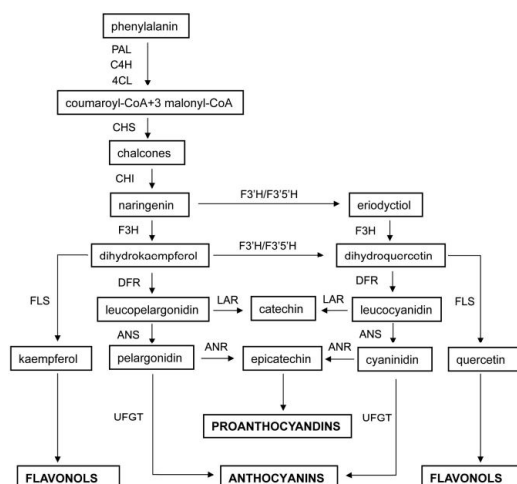 phenylalanin
PAL
C4H
4CL
coumaroyl-CoA+3 malonyl-CoA
CHS
chalcones
CHI
naringenin F3'H/F3'5'H eriodyctiol
F3H F3H
dihydrokaempferol F3'H/F3'5'H dihydroquercetin
FLS DFR DFR FLS
leucopelargonidin LAR catechin LAR leucocyanidin
ANS ANS
kaempferol pelargonidin ANR epicatechin ANR cyaninidin quercetin
UFGT PROANTHOCYANDINS UFGT
FLAVONOLS ANTHOCYANINS FLAVONOLS